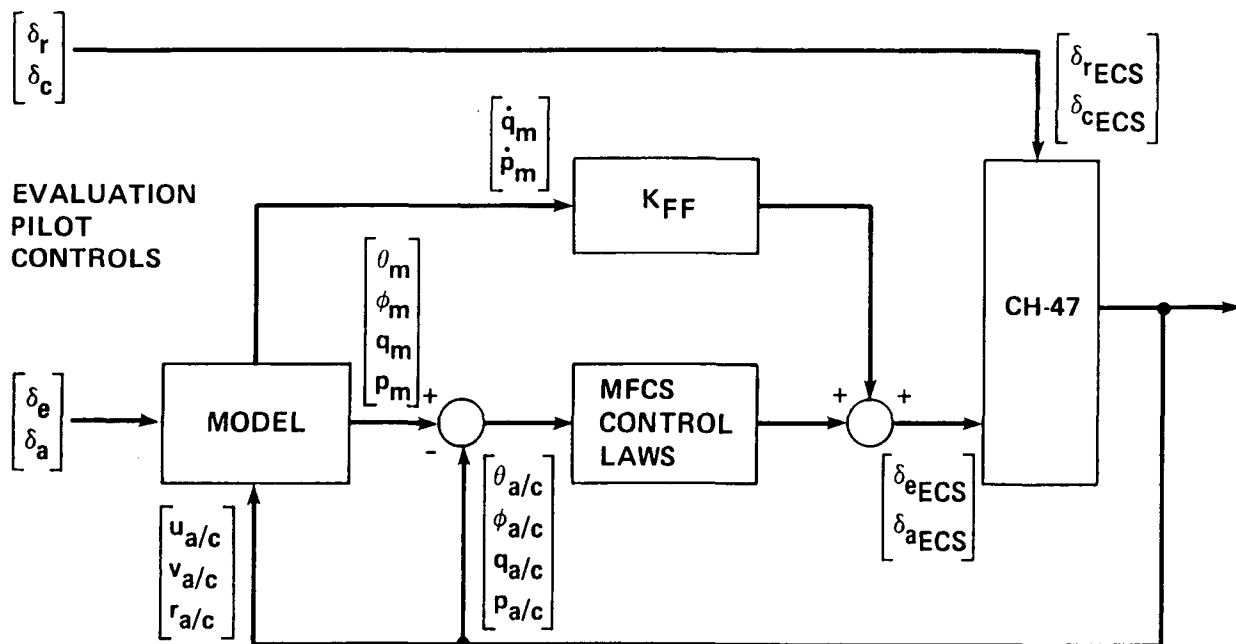 δr
δc
δrECS
δcECS
q̇m
ṗm
EVALUATION
PILOT
CONTROLS
KFF
θm
ϕm
qm
pm
CH-47
δe
δa
MODEL
+
-
MFCS
CONTROL
LAWS
+ +
θa/c
ϕa/c
qa/c
pa/c
δeECS
δaECS
ua/c
va/c
ra/c